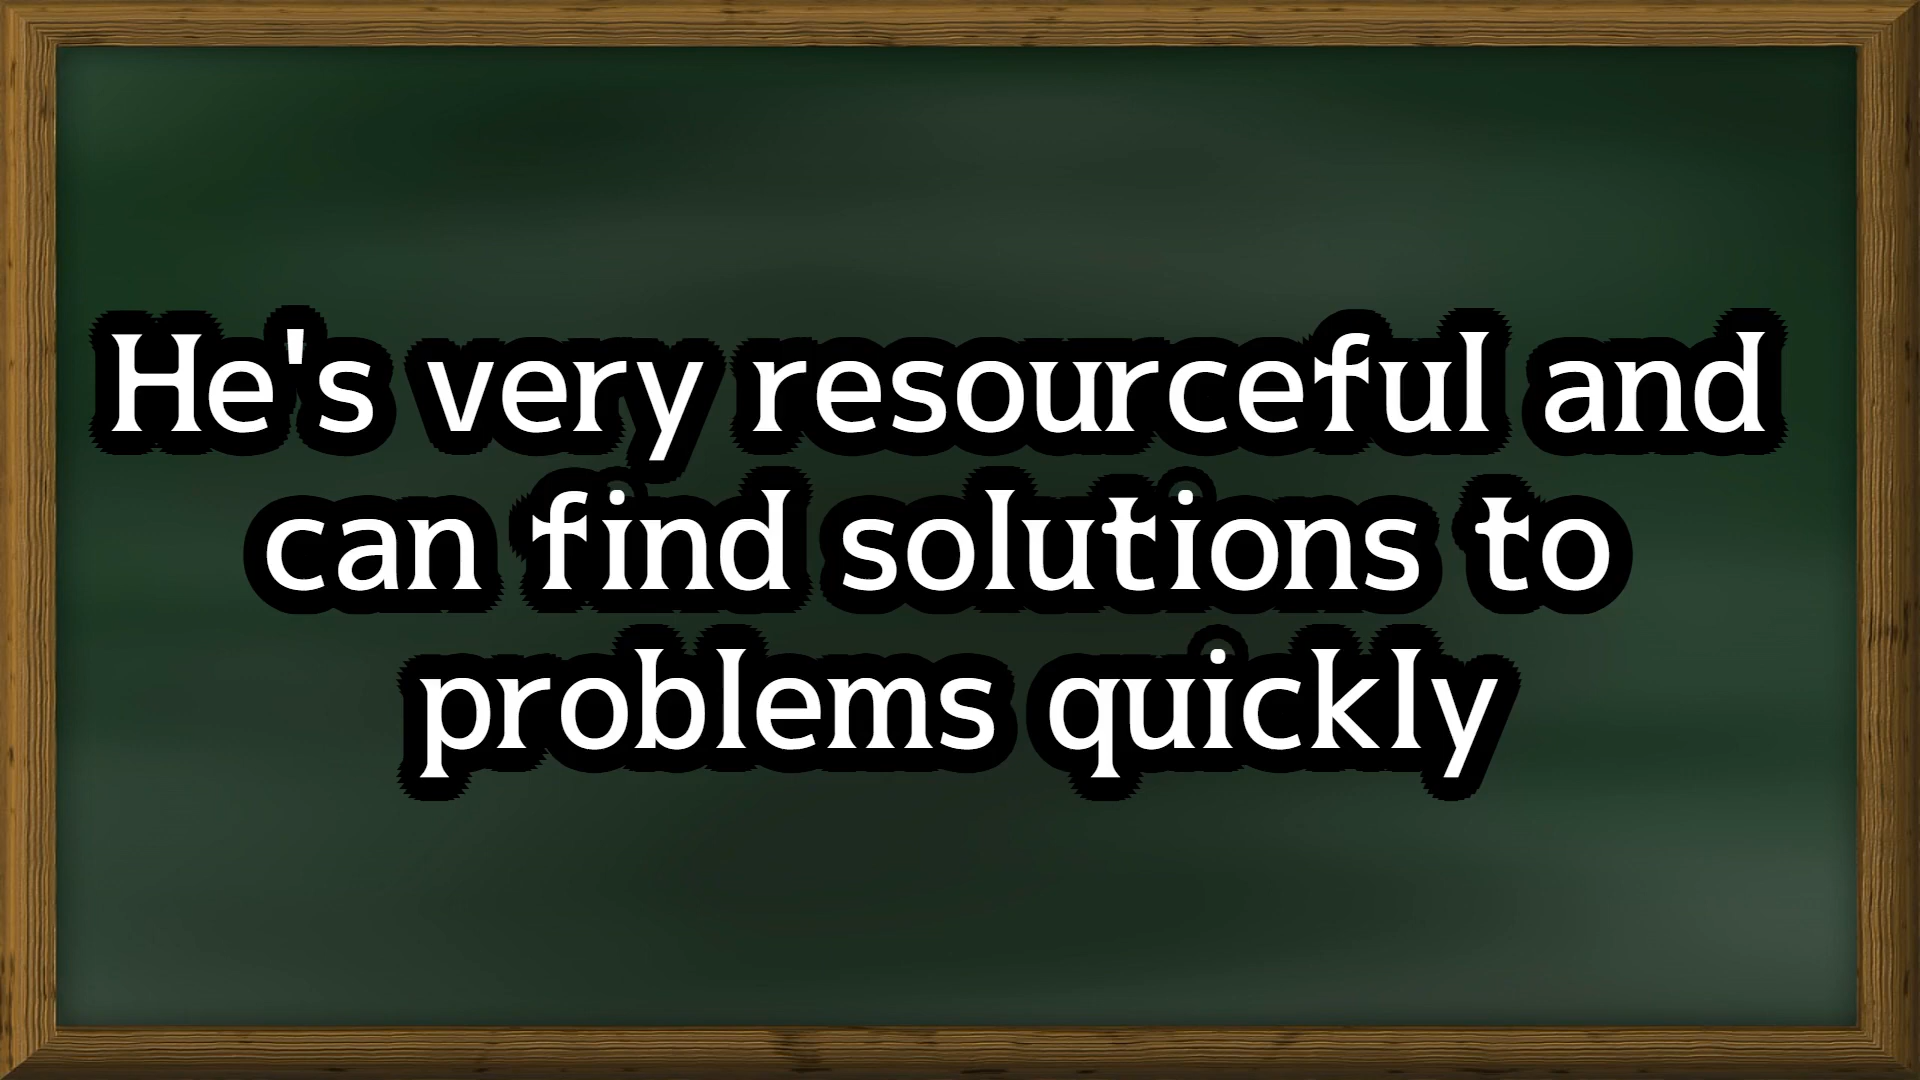 He's very resourceful and
can find solutions to
problems quickly